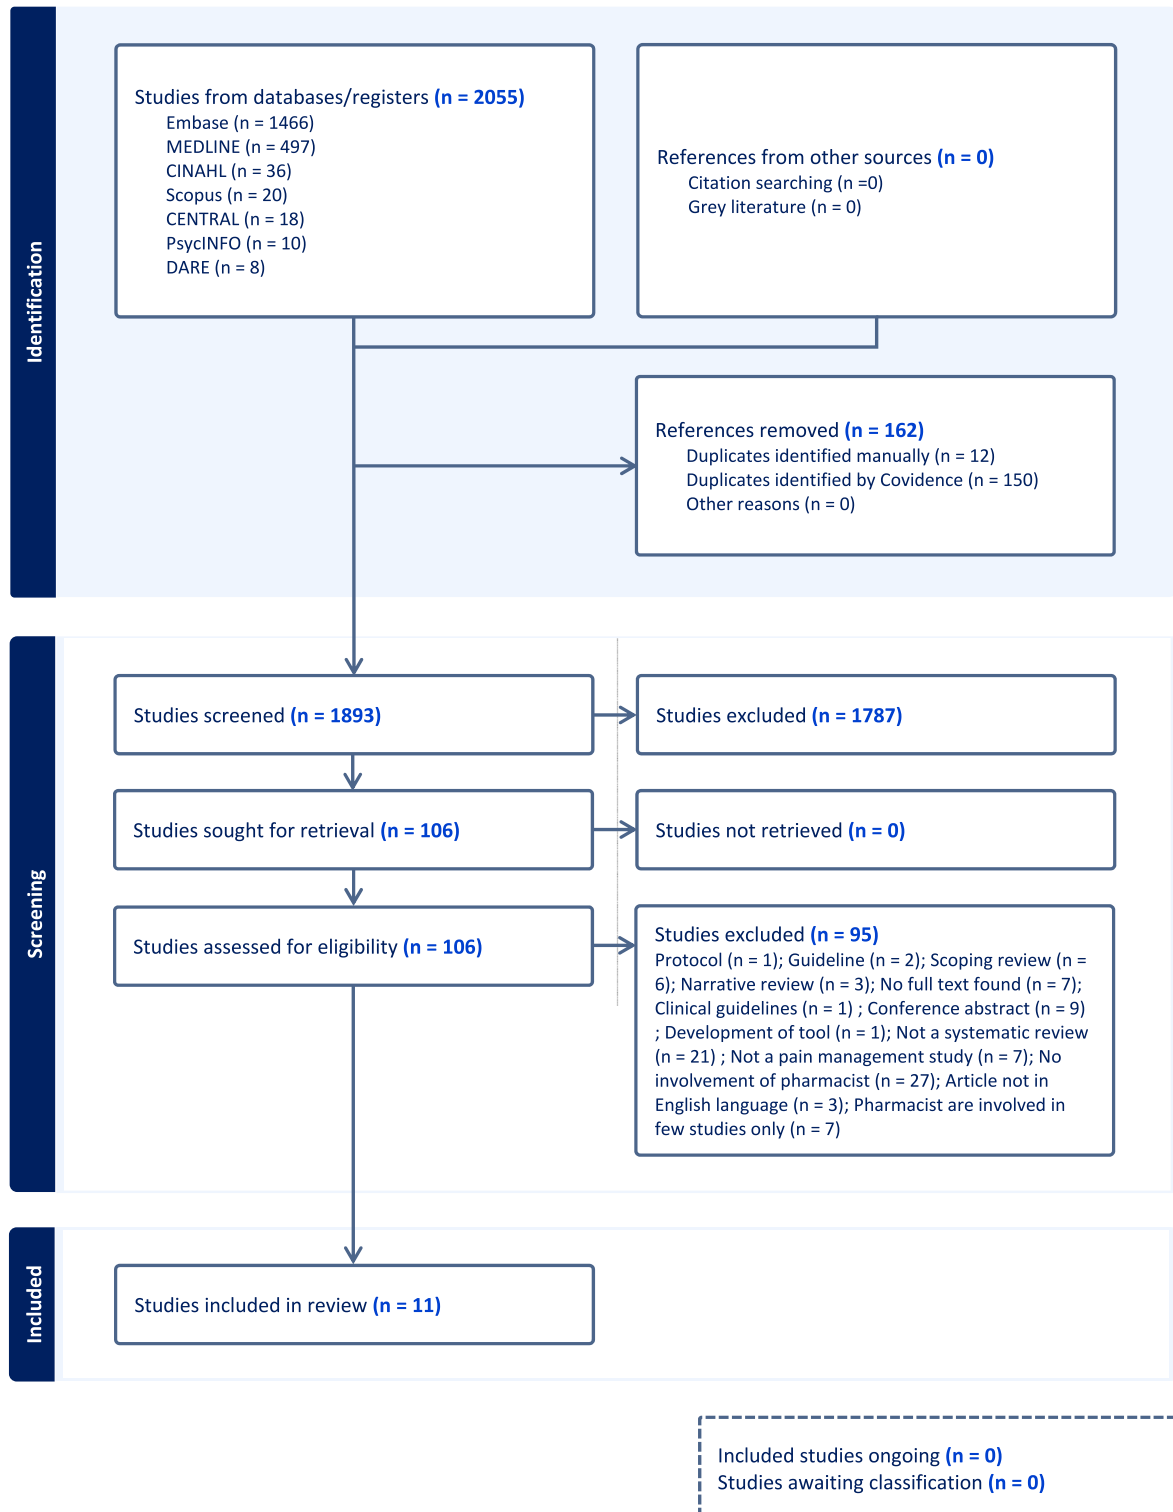 Identification
Studies from databases/registers (n = 2055)
Embase (n = 1466)
MEDLINE (n = 497)
CINAHL (n = 36)
Scopus (n = 20)
CENTRAL (n = 18)
PsycINFO (n = 10)
DARE (n = 8)
References from other sources (n = 0)
Citation searching (n =0)
Grey literature (n = 0)
References removed (n = 162)
Duplicates identified manually (n = 12)
Duplicates identified by Covidence (n = 150)
Other reasons (n = 0)
Screening
Studies screened (n = 1893)
Studies excluded (n = 1787)
Studies sought for retrieval (n = 106)
Studies not retrieved (n = 0)
Studies assessed for eligibility (n = 106)
Studies excluded (n = 95)
Protocol (n = 1); Guideline (n = 2); Scoping review (n =
6); Narrative review (n = 3); No full text found (n = 7);
Clinical guidelines (n = 1) ; Conference abstract (n = 9)
; Development of tool (n = 1); Not a systematic review
(n = 21) ; Not a pain management study (n = 7); No
involvement of pharmacist (n = 27); Article not in
English language (n = 3); Pharmacist are involved in
few studies only (n = 7)
Included
Studies included in review (n = 11)
Included studies ongoing (n = 0)
Studies awaiting classification (n = 0)